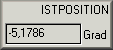 ISTPOSITION
-5,1786 Grad